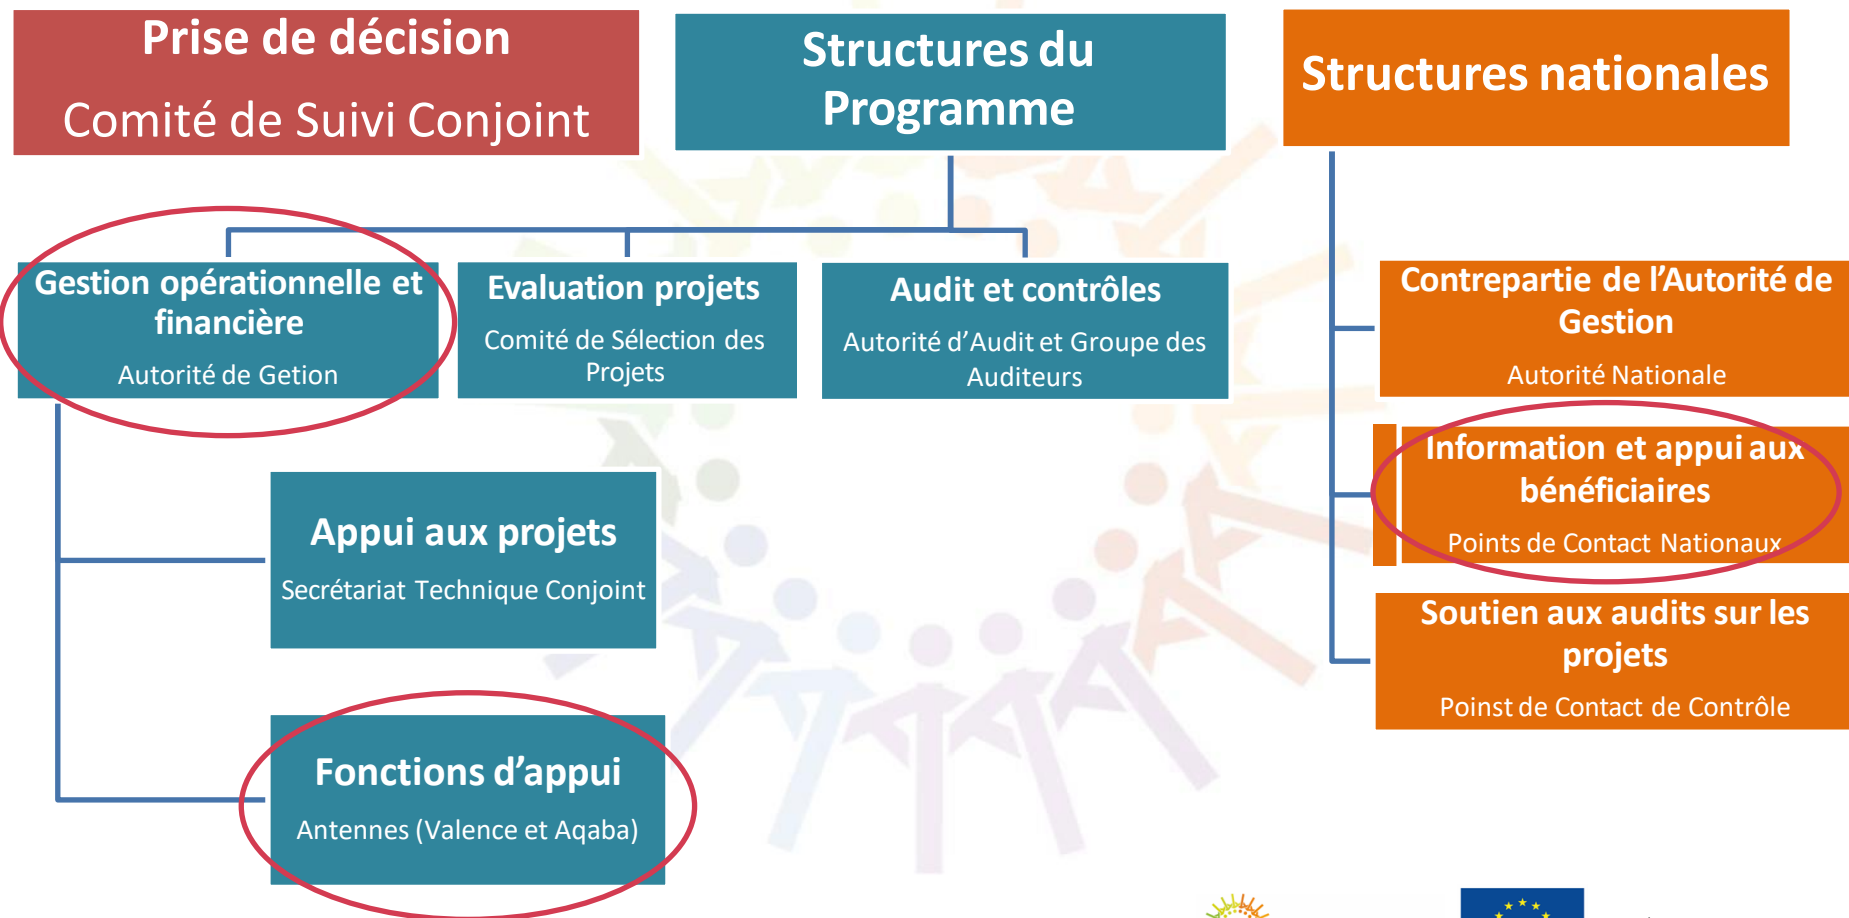 Prise de décision
Comité de Suivi Conjoint
Structures du
Programme
Structures nationales
Gestion opérationnelle et
financière
Autorité de Getion
Evaluation projets
Comité de Sélection des
Projets
Audit et contrôles
Autorité d’Audit et Groupe des
Auditeurs
Appui aux projets
Secrétariat Technique Conjoint
Fonctions d’appui
Antennes (Valence et Aqaba)
Contrepartie de l’Autorité de
Gestion
Autorité Nationale
Information et appui aux
bénéficiaires
Points de Contact Nationaux
Soutien aux audits sur les
projets
Poinst de Contact de Contrôle